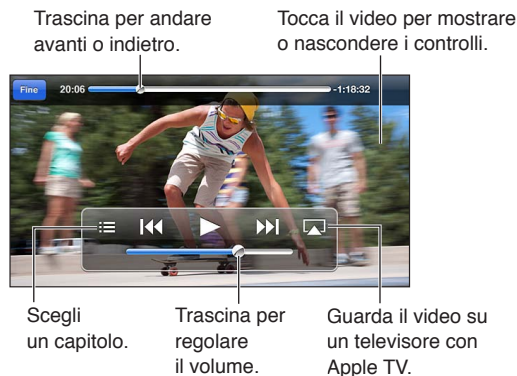 Trascina per andare
avanti o indietro.
Tocca il video per mostrare
o nascondere i controlli.
Fine
20:06
-1:18:32
Scegli
un capitolo.
Trascina per
regolare
il volume.
Guarda il video su
un televisore con
Apple TV.